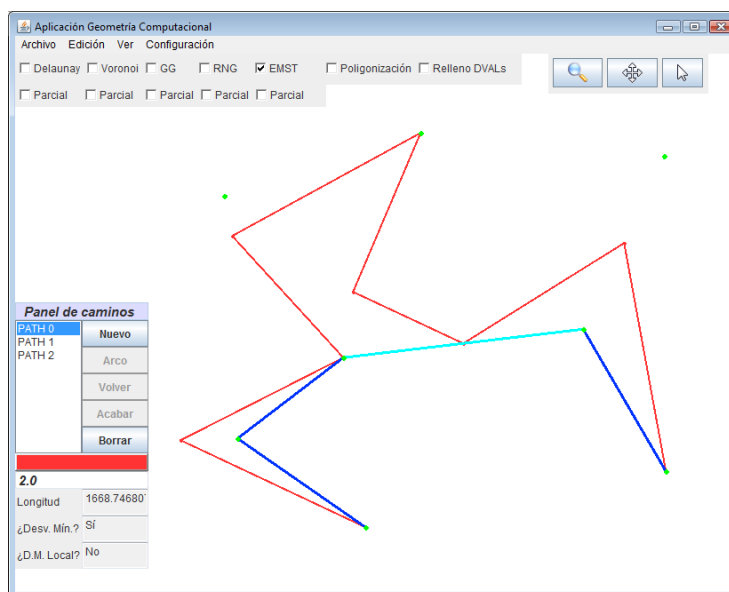 Aplicación Geometría Computacional
Archivo Edición Ver Configuración
Delaunay Voronoi GG RNG EMST Poligonización Relleno DVALs
Parcial Parcial Parcial Parcial Parcial
Panel de caminos
PATH 0
PATH 1
PATH 2
Nuevo
Arco
Volver
Acabar
Borrar
2.0
Longitud 1668.74680
¿Desv. Mín.? Sí
¿D.M. Local? No